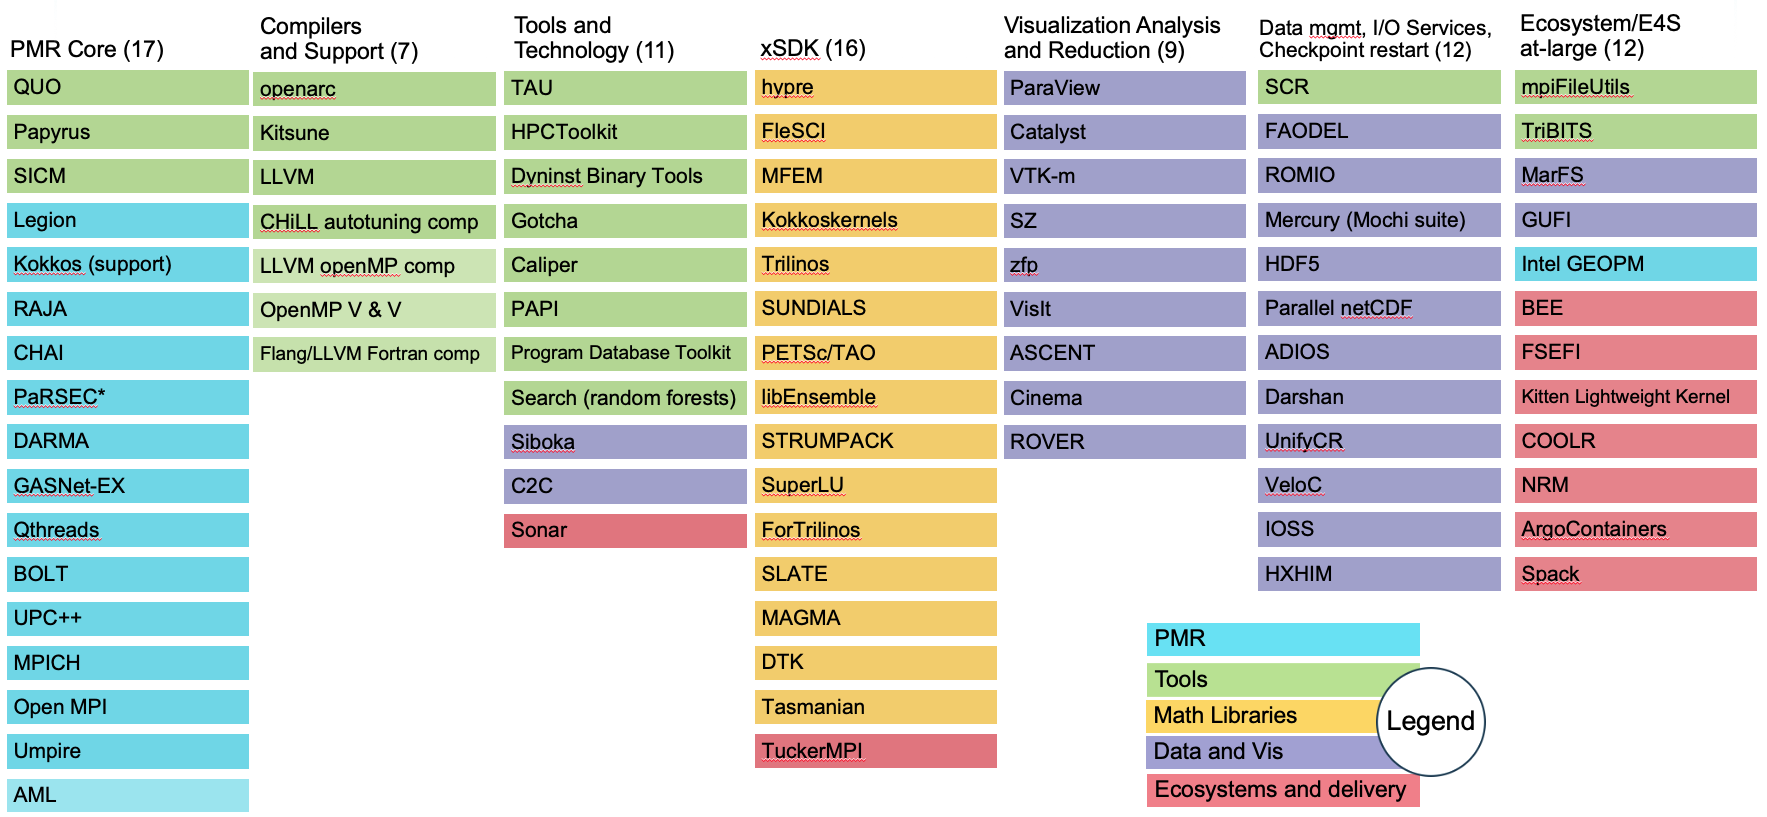 PMR Core (17)
QUO
Papyrus
SICM
Legion
Kokkos (support)
RAJA
CHAI
PaRSEC*
DARMA
GASNet-EX
Qthreads
BOLT
UPC++
MPICH
Open MPI
Umpire
AML
Compilers
and Support (7)
openarc
Kitsune
LLVM
CHiLL autotuning comp
LLVM openMP comp
OpenMP V & V
Flang/LLVM Fortran comp
Tools and
Technology (11)
TAU
HPCToolkit
Dyninst Binary Tools
Gotcha
Caliper
PAPI
Program Database Toolkit
Search (random forests)
Siboka
C2C
Sonar
xSDK (16)
hypre
FleSCI
MFEM
Kokkoskernels
Trilinos
SUNDIALS
PETSc/TAO
libEnsemble
STRUMPACK
SuperLU
ForTrilinos
SLATE
MAGMA
DTK
Tasmanian
TuckerMPI
Visualization Analysis
and Reduction (9)
ParaView
Catalyst
VTK-m
SZ
zfp
VisIt
ASCENT
Cinema
ROVER
Data mgmt, I/O Services,
Checkpoint restart (12)
SCR
FAODEL
ROMIO
Mercury (Mochi suite)
HDF5
Parallel netCDF
ADIOS
Darshan
UnifyCR
VeloC
IOSS
HXHIM
Ecosystem/E4S
at-large (12)
mpiFileUtils
TriBITS
MarFS
GUFI
Intel GEOPM
BEE
FSEFI
Kitten Lightweight Kernel
COOLR
NRM
ArgoContainers
Spack
PMR
Tools
Math Libraries
Data and Vis
Ecosystems and delivery
Legend